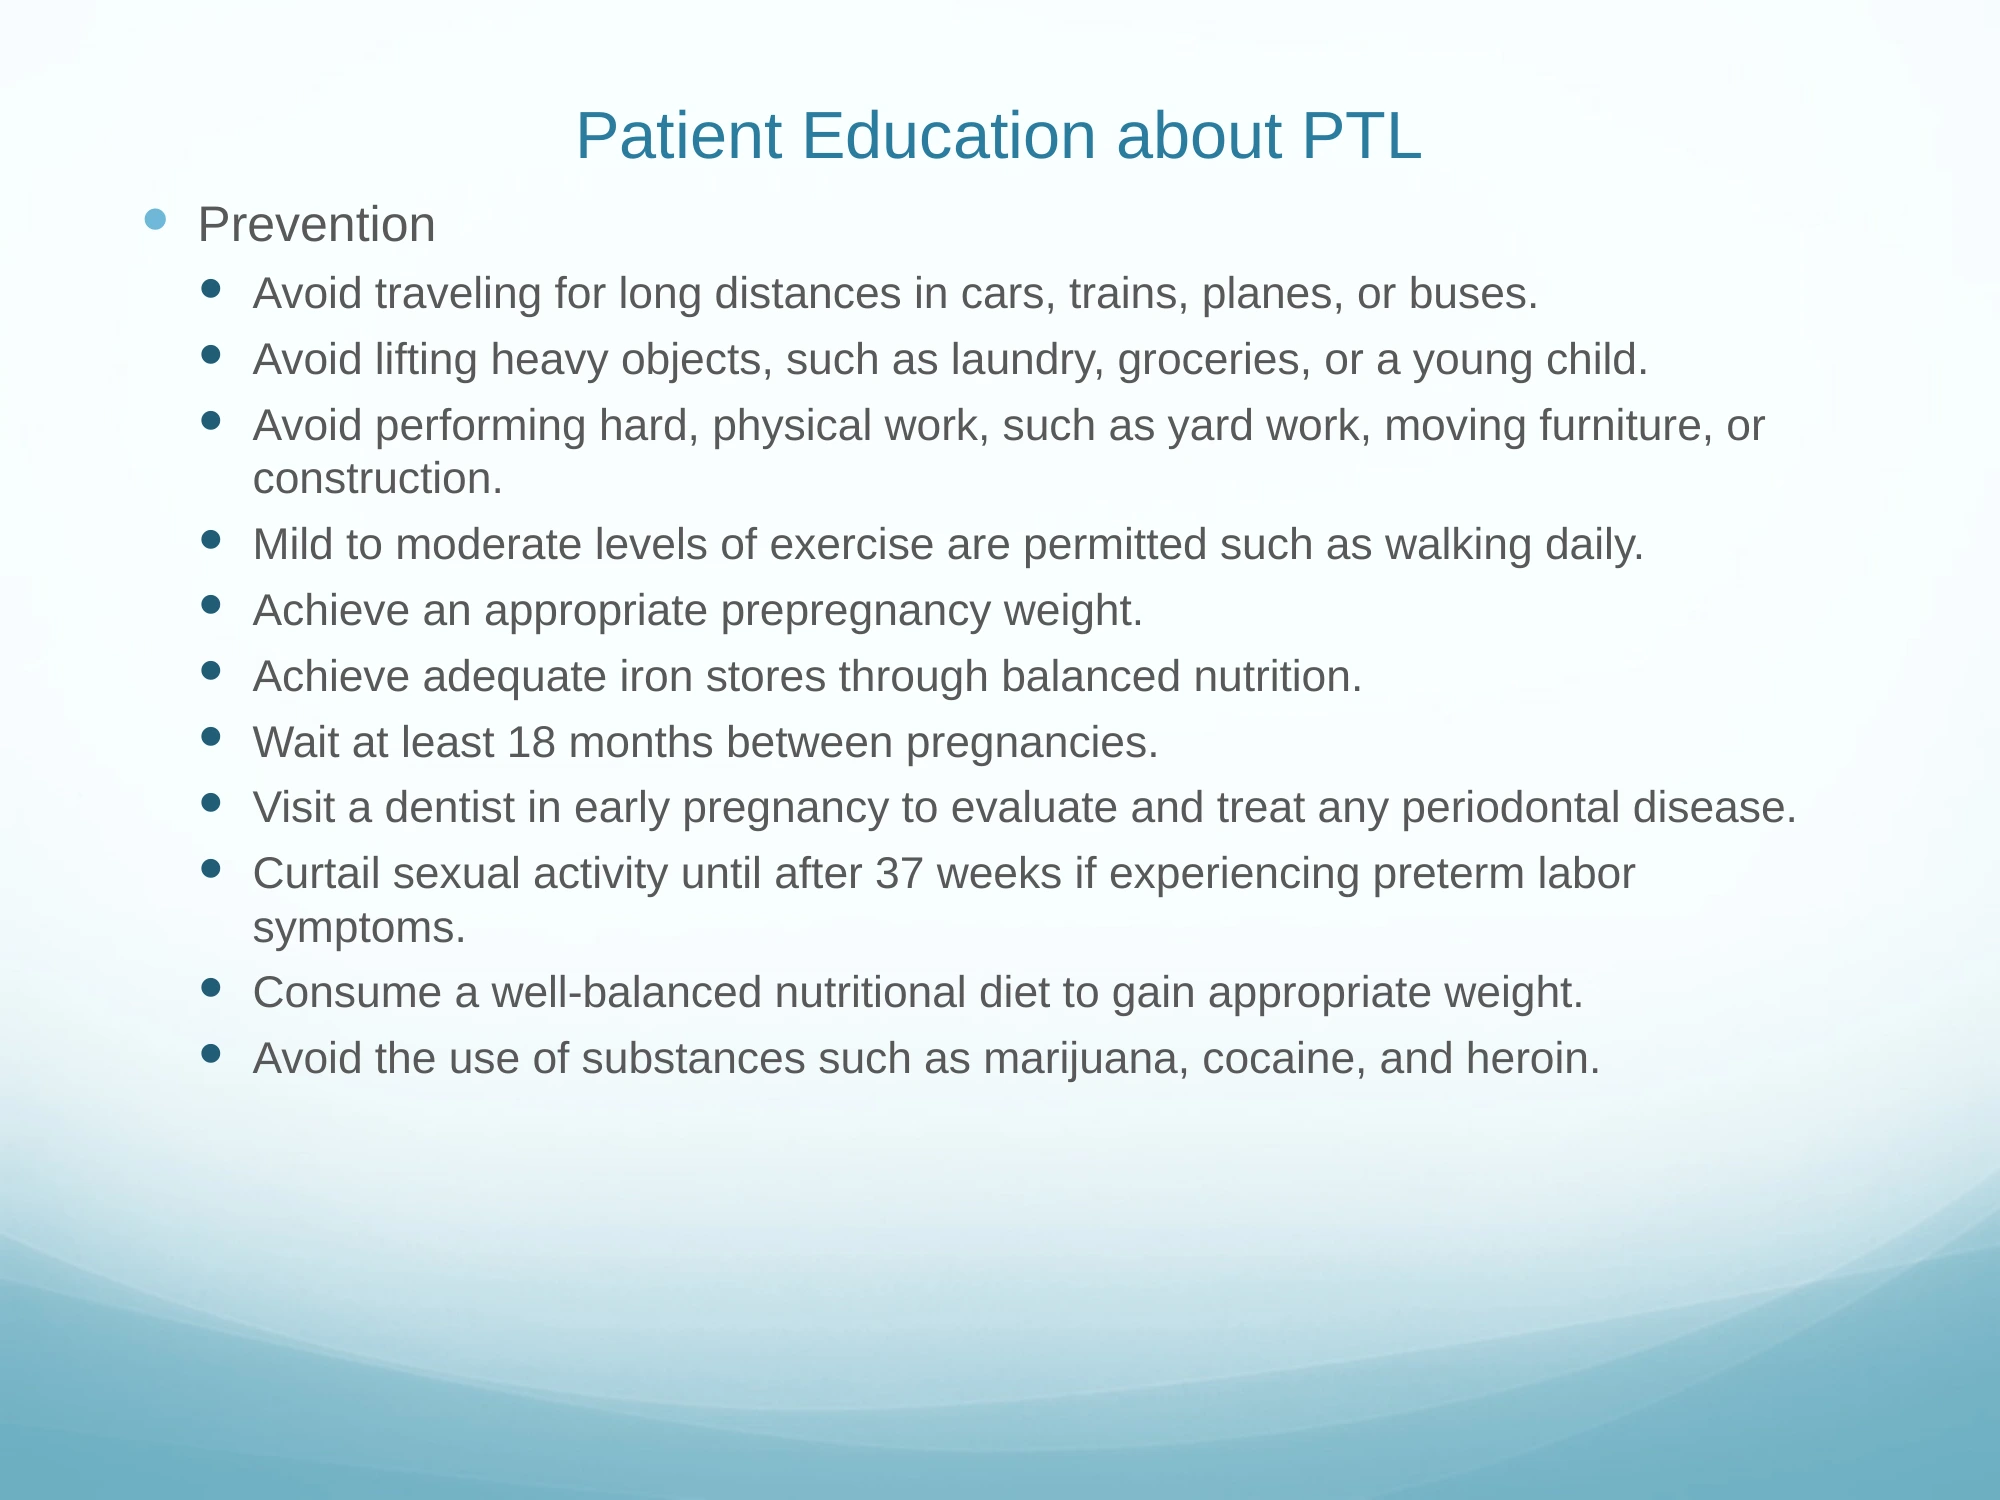 Patient Education about PTL
Prevention
Avoid traveling for long distances in cars, trains, planes, or buses.
Avoid lifting heavy objects, such as laundry, groceries, or a young child.
Avoid performing hard, physical work, such as yard work, moving furniture, or
construction.
Mild to moderate levels of exercise are permitted such as walking daily.
Achieve an appropriate prepregnancy weight.
Achieve adequate iron stores through balanced nutrition.
Wait at least 18 months between pregnancies.
Visit a dentist in early pregnancy to evaluate and treat any periodontal disease.
Curtail sexual activity until after 37 weeks if experiencing preterm labor
symptoms.
Consume a well-balanced nutritional diet to gain appropriate weight.
Avoid the use of substances such as marijuana, cocaine, and heroin.